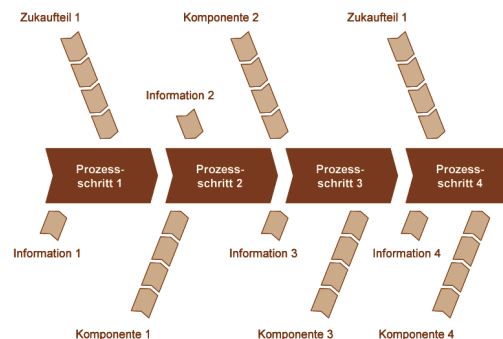 Zukaufteil 1
Komponente 2
Zukaufteil 1
Information 2
Prozess-
schritt 1
Prozess-
schritt 2
Prozess-
schritt 3
Prozess-
schritt 4
Information 1
Information 3
Information 4
Komponente 1
Komponente 3
Komponente 4